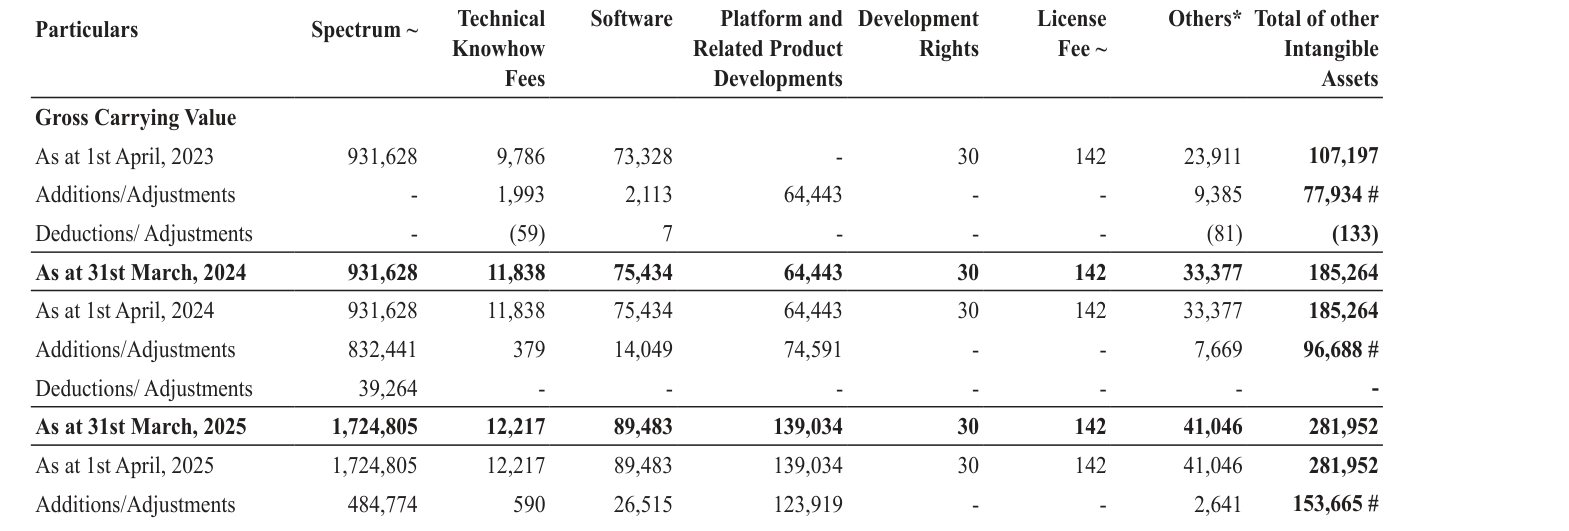 Particulars Spectrum ~ Technical Knowhow Fees Software Platform and Related Product Developments Development Rights License Fee ~ Others* Total of other Intangible Assets
Gross Carrying Value
As at 1st April, 2023 931,628 9,786 73,328 - 30 142 23,911 107,197
Additions/Adjustments - 1,993 2,113 64,443 - - 9,385 77,934 #
Deductions/ Adjustments - (59) 7 - - - (81) (133)
As at 31st March, 2024 931,628 11,838 75,434 64,443 30 142 33,377 185,264
As at 1st April, 2024 931,628 11,838 75,434 64,443 30 142 33,377 185,264
Additions/Adjustments 832,441 379 14,049 74,591 - - 7,669 96,688 #
Deductions/ Adjustments 39,264 - - - - - - -
As at 31st March, 2025 1,724,805 12,217 89,483 139,034 30 142 41,046 281,952
As at 1st April, 2025 1,724,805 12,217 89,483 139,034 30 142 41,046 281,952
Additions/Adjustments 484,774 590 26,515 123,919 - - 2,641 153,665 #